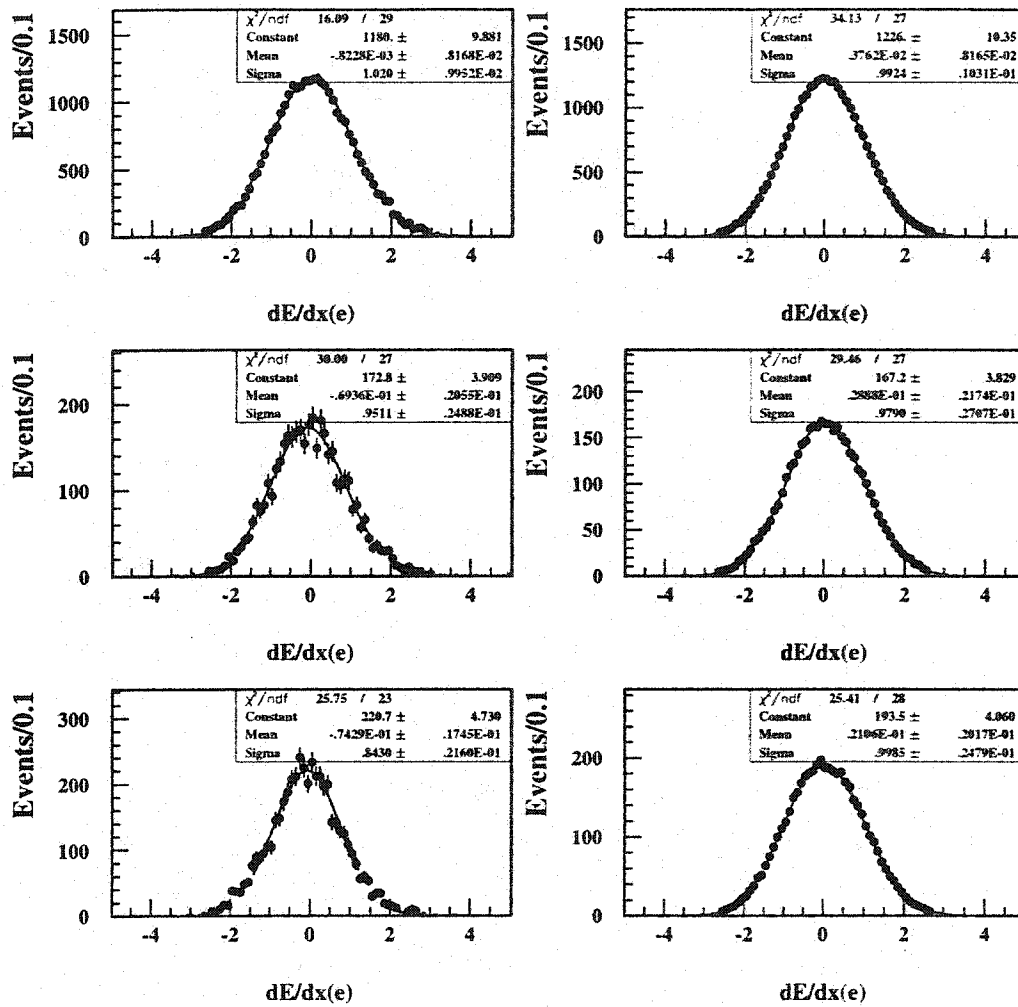 χ²/ndf 16.09 / 29
Constant 1180. ± 9.881
Mean -.8228E-03 ± .8168E-02
Sigma 1.020 ± .9952E-02
Events/0.1
1500
1000
500
0
-4 -2 0 2 4
dE/dx(e)
χ²/ndf 34.13 / 27
Constant 1226. ± 10.35
Mean .3762E-02 ± .8165E-02
Sigma .9924 ± .1031E-01
Events/0.1
1500
1000
500
0
-4 -2 0 2 4
dE/dx(e)
χ²/ndf 30.00 / 27
Constant 172.8 ± 3.909
Mean -.6936E-01 ± .2055E-01
Sigma .9511 ± .2488E-01
Events/0.1
200
100
0
-4 -2 0 2 4
dE/dx(e)
χ²/ndf 29.46 / 27
Constant 167.2 ± 3.829
Mean .2888E-01 ± .2174E-01
Sigma .9790 ± .2707E-01
Events/0.1
200
150
100
50
0
-4 -2 0 2 4
dE/dx(e)
χ²/ndf 25.75 / 23
Constant 220.7 ± 4.730
Mean -.7429E-01 ± .1745E-01
Sigma .8430 ± .2160E-01
Events/0.1
300
200
100
0
-4 -2 0 2 4
dE/dx(e)
χ²/ndf 25.41 / 28
Constant 193.5 ± 4.060
Mean .2106E-01 ± .2017E-01
Sigma .9985 ± .2479E-01
Events/0.1
200
100
0
-4 -2 0 2 4
dE/dx(e)